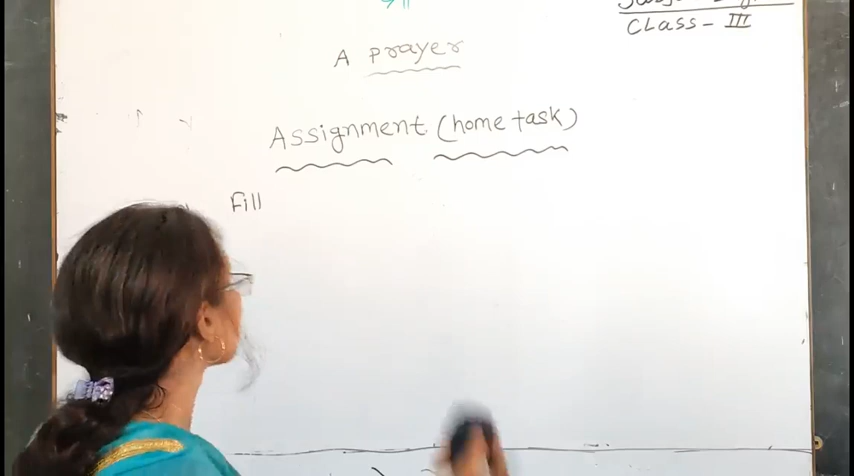 CLass - III
A prayer
Assignment. (home task)
Fill